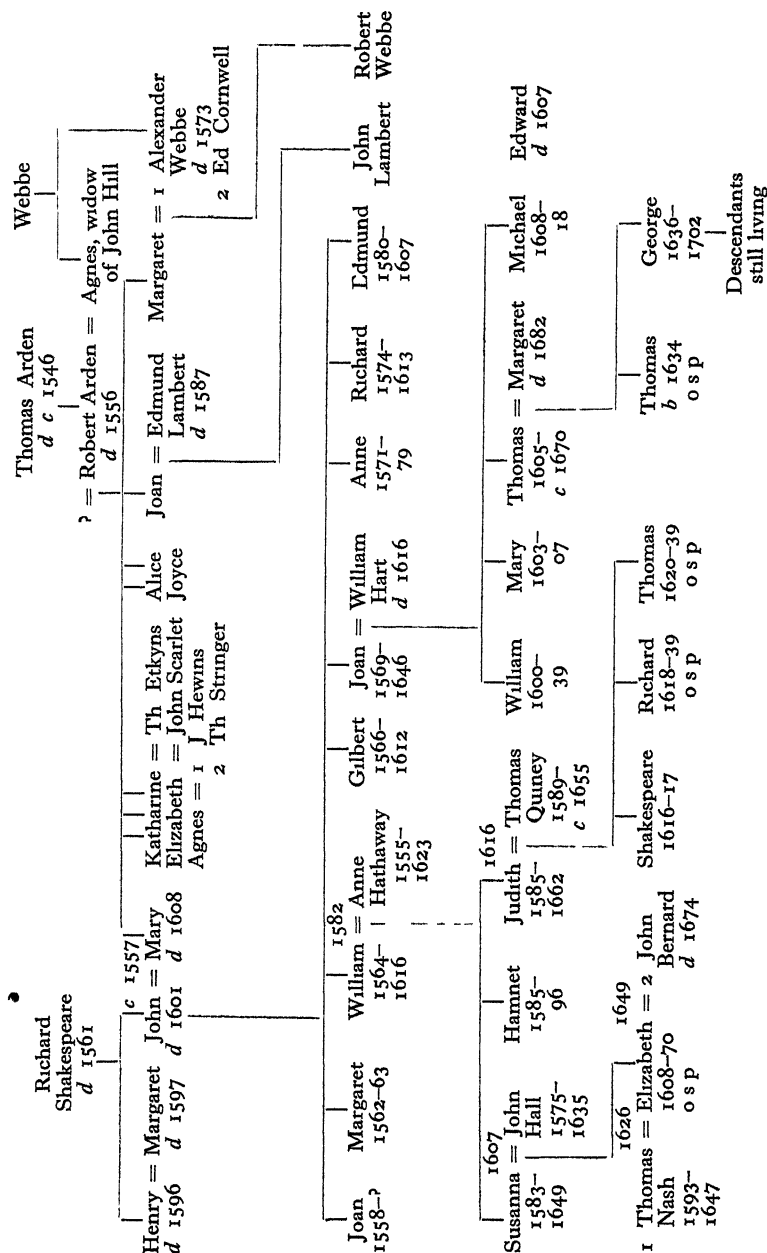 Richard
Shakespeare
d 1561
Thomas Arden
d c 1546
Webbe
? = Robert Arden = Agnes, widow
d 1556
of John Hill
Henry = Margaret
d 1596
d 1597
c 1557
John = Mary
d 1601
d 1608
Katharine = Th Etkyns
Elizabeth = John Scarlet
Agnes = 1 J Hewins
2 Th Stringer
Alice
Joyce
Joan = Edmund
Lambert
d 1587
Margaret = 1 Alexander
Webbe
d 1573
2 Ed Cornwell
Joan
1558-?
Margaret
1562-63
1582
William = Anne
1564-
1616
Hathaway
1555-
1623
Gilbert
1566-
1612
Joan = William
1569-
1646
Hart
d 1616
Anne
1571-
79
Richard
1574-
1613
Edmund
1580-
1607
John
Lambert
Robert
Webbe
1607
Susanna = John
1583-
1649
Hall
1575-
1635
Hamnet
1585-
96
1616
Judith = Thomas
1585-
1662
Quiney
1589-
c 1655
William
1600-
39
Mary
1603-
07
Thomas = Margaret
1605-
c 1670
d 1682
Michael
1608-
18
Edward
d 1607
1626
1649
1 Thomas = Elizabeth = 2 John
Nash
1593-
1647
1608-70
o s p
Bernard
d 1674
Shakespeare
1616-17
Richard
1618-39
o s p
Thomas
1620-39
o s p
Thomas
b 1634
o s p
George
1636-
1702
Descendants
still living